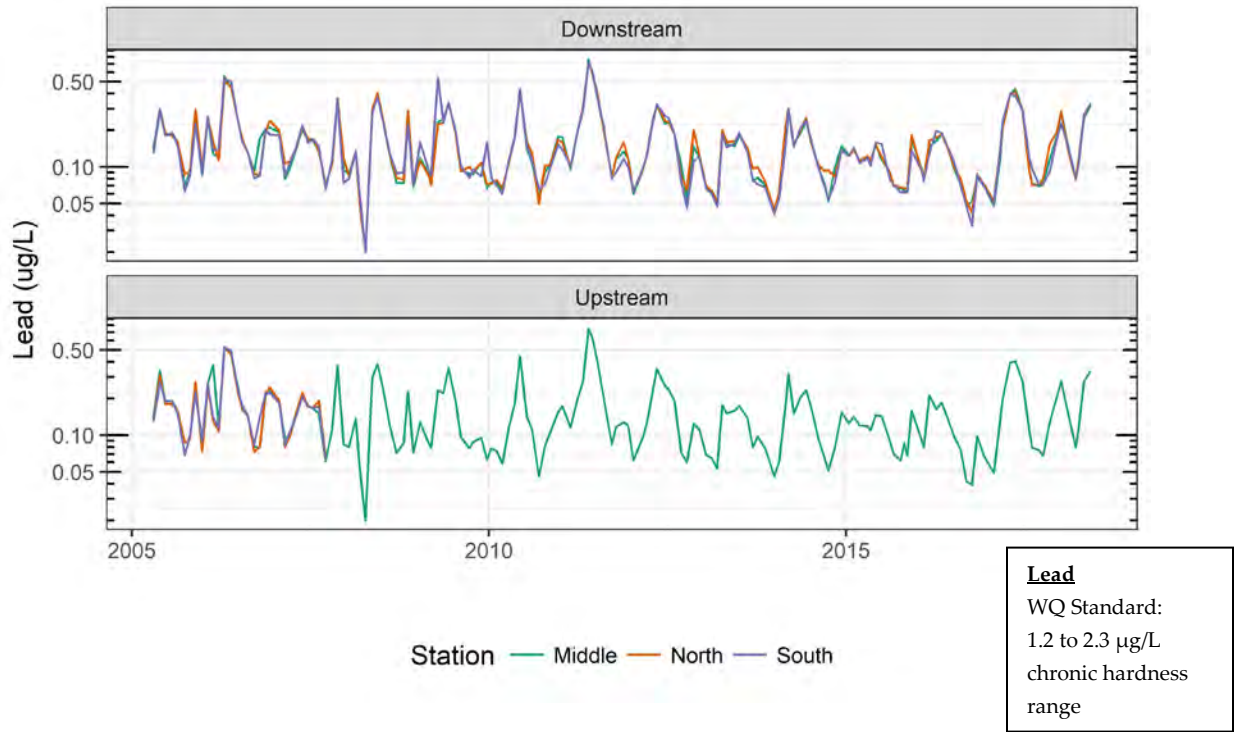 Downstream
0.50
0.10
0.05
Lead (ug/L)
Upstream
0.50
0.10
0.05
2005 2010 2015
Station Middle North South
Lead
WQ Standard:
1.2 to 2.3 µg/L
chronic hardness
range